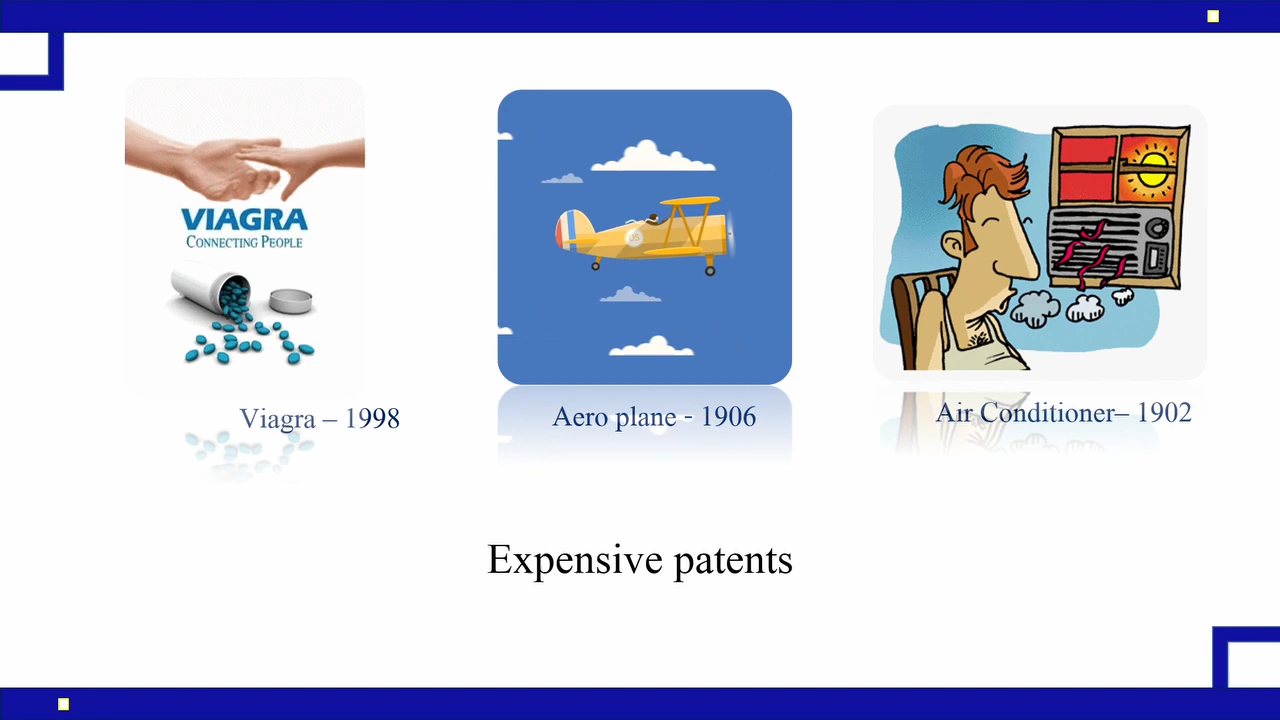 VIAGRA
CONNECTING PEOPLE
Viagra – 1998
Aero plane - 1906
Air Conditioner– 1902
Expensive patents